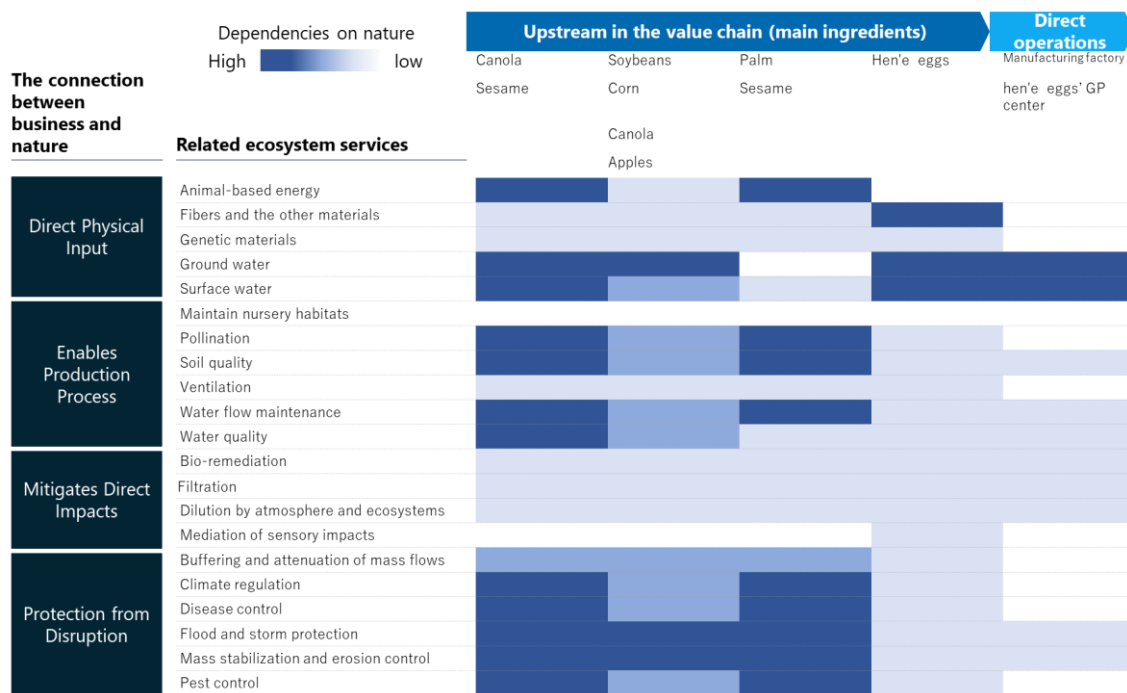 Dependencies on nature
High
low
Upstream in the value chain (main ingredients)
Direct
operations
The connection
between
business and
nature
Related ecosystem services
Canola
Sesame
Soybeans
Corn
Canola
Apples
Palm
Sesame
Hen'e eggs
Manufacturing factory
hen'e eggs' GP
center
Direct Physical
Input
Animal-based energy
Fibers and the other materials
Genetic materials
Ground water
Surface water
Enables
Production
Process
Maintain nursery habitats
Pollination
Soil quality
Ventilation
Water flow maintenance
Water quality
Mitigates Direct
Impacts
Bio-remediation
Filtration
Dilution by atmosphere and ecosystems
Mediation of sensory impacts
Protection from
Disruption
Buffering and attenuation of mass flows
Climate regulation
Disease control
Flood and storm protection
Mass stabilization and erosion control
Pest control